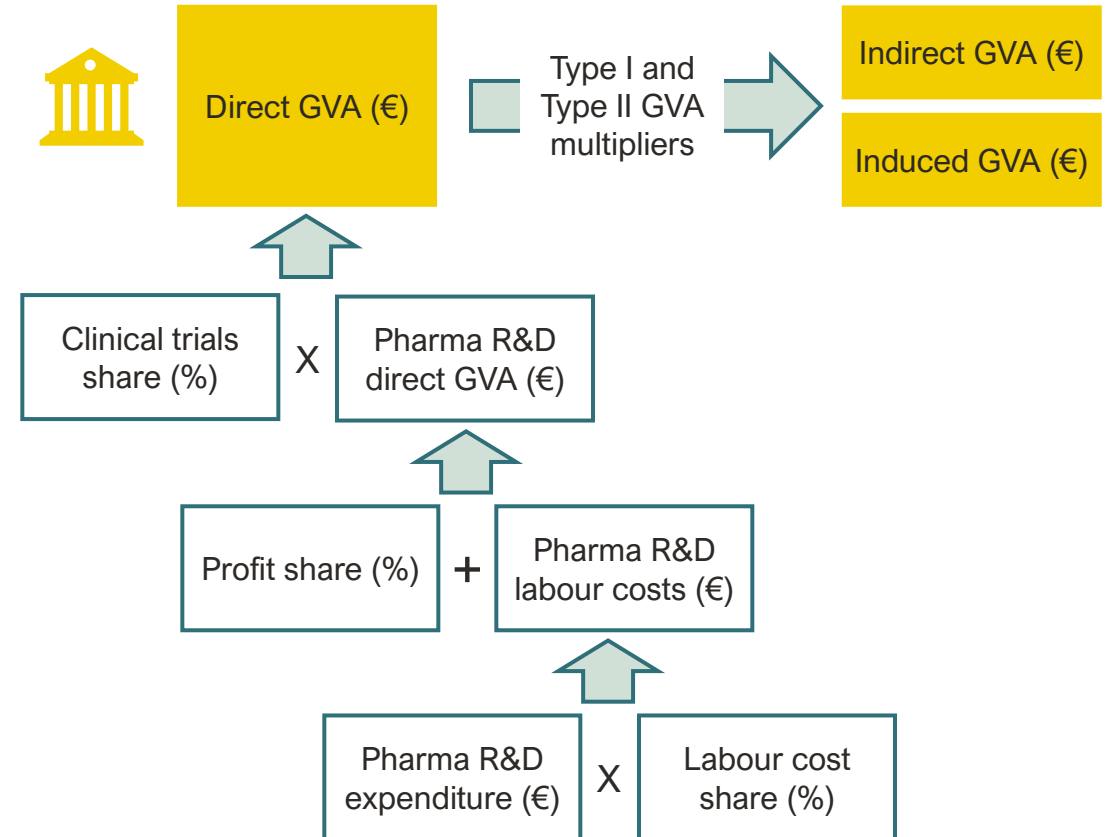 Direct GVA (€)
Type I and
Type II GVA
multipliers
Indirect GVA (€)
Induced GVA (€)
Clinical trials
share (%)
X
Pharma R&D
direct GVA (€)
Profit share (%)
+
Pharma R&D
labour costs (€)
Pharma R&D
expenditure (€)
X
Labour cost
share (%)